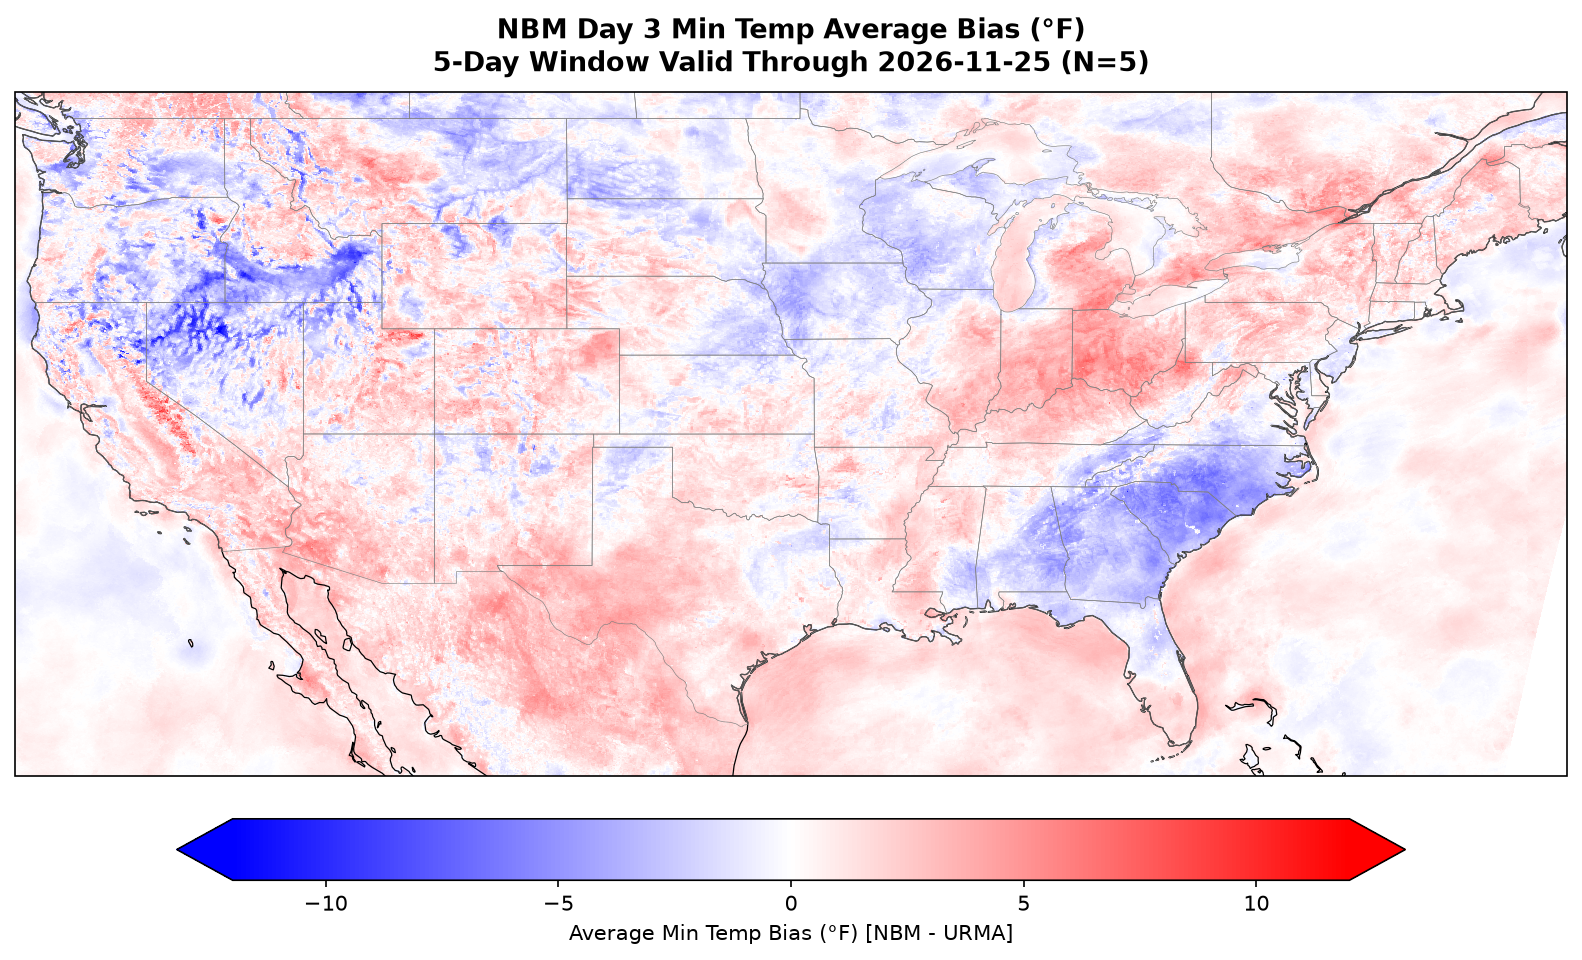 NBM Day 3 Min Temp Average Bias (°F)
5-Day Window Valid Through 2026-11-25 (N=5)
−10
−5
0
5
10
Average Min Temp Bias (°F) [NBM - URMA]